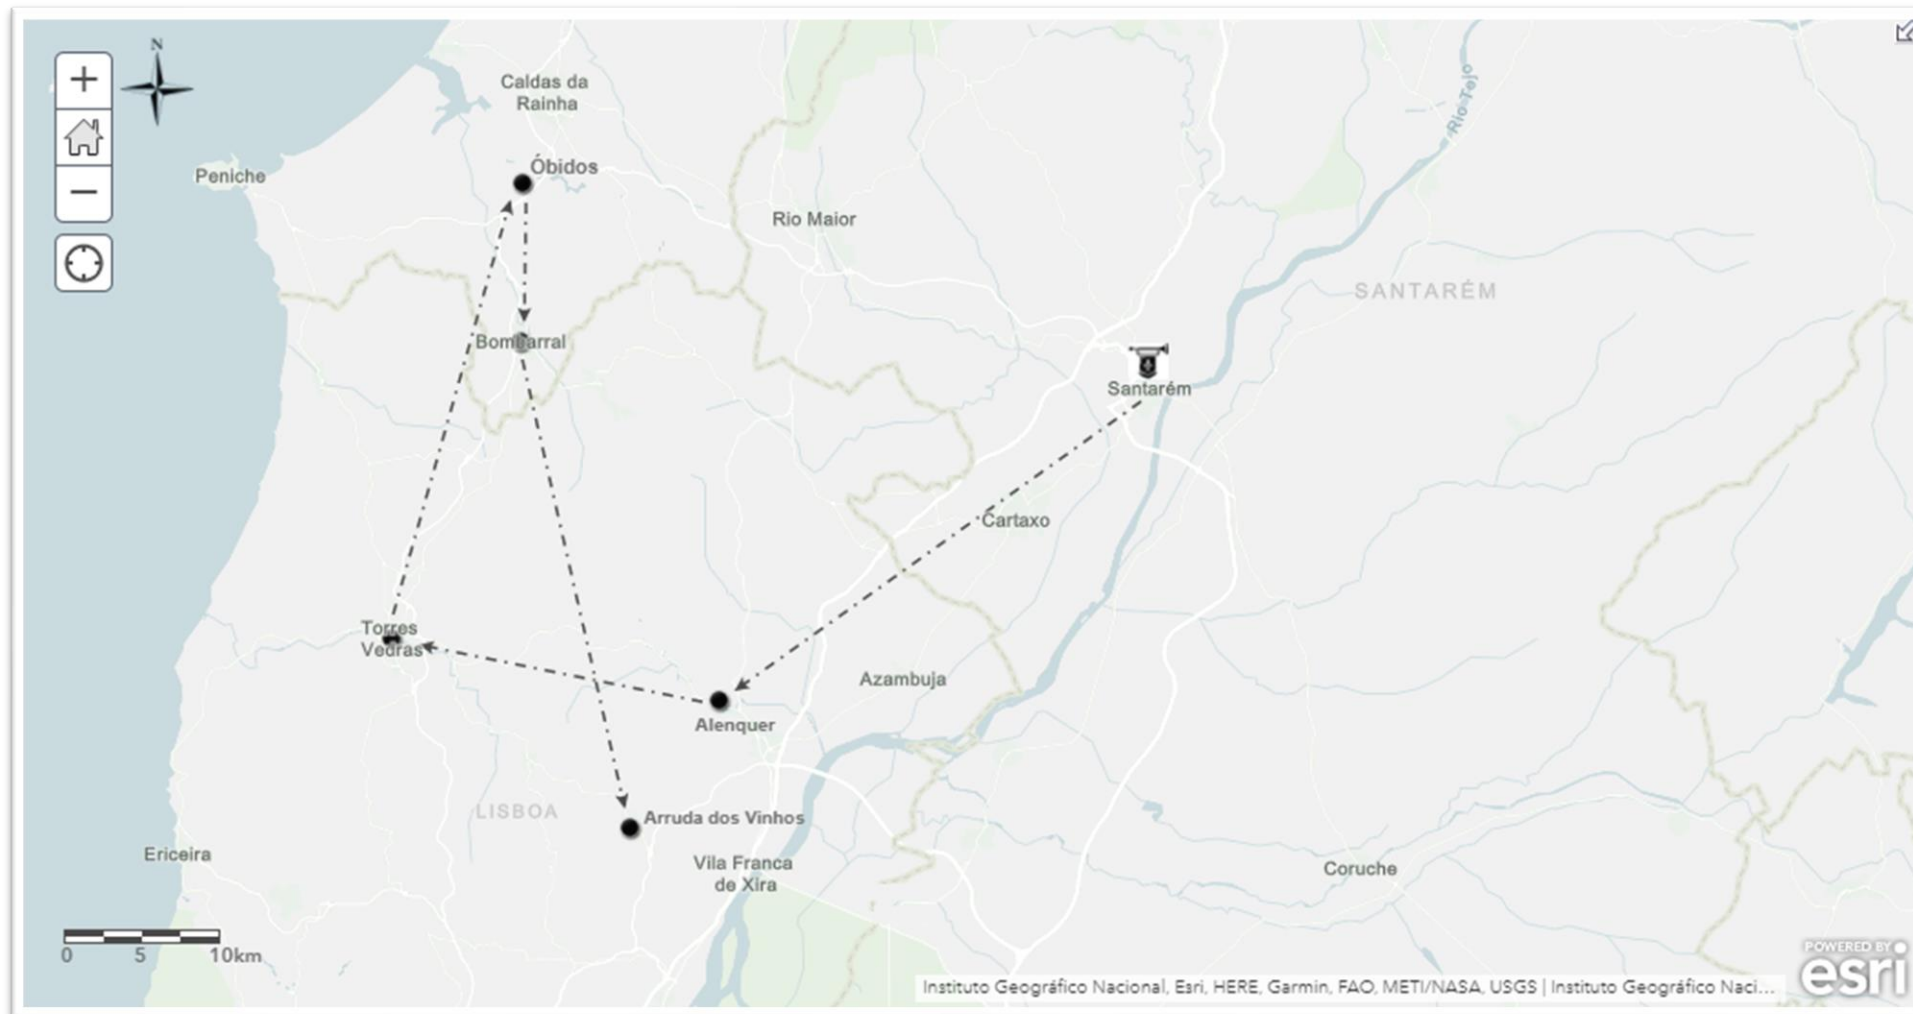 N
+
Caldas da
Rainha
Rio Tejo
Óbidos
Peniche
−
Rio Maior
SANTARÉM
Bombarral
Santarém
Cartaxo
Torres
Vedras
Azambuja
Alenquer
LISBOA
Arruda dos Vinhos
Ericeira
Vila Franca
de Xira
Coruche
0 5 10km
POWERED BY
esri
Instituto Geográfico Nacional, Esri, HERE, Garmin, FAO, METI/NASA, USGS | Instituto Geográfico Naci...